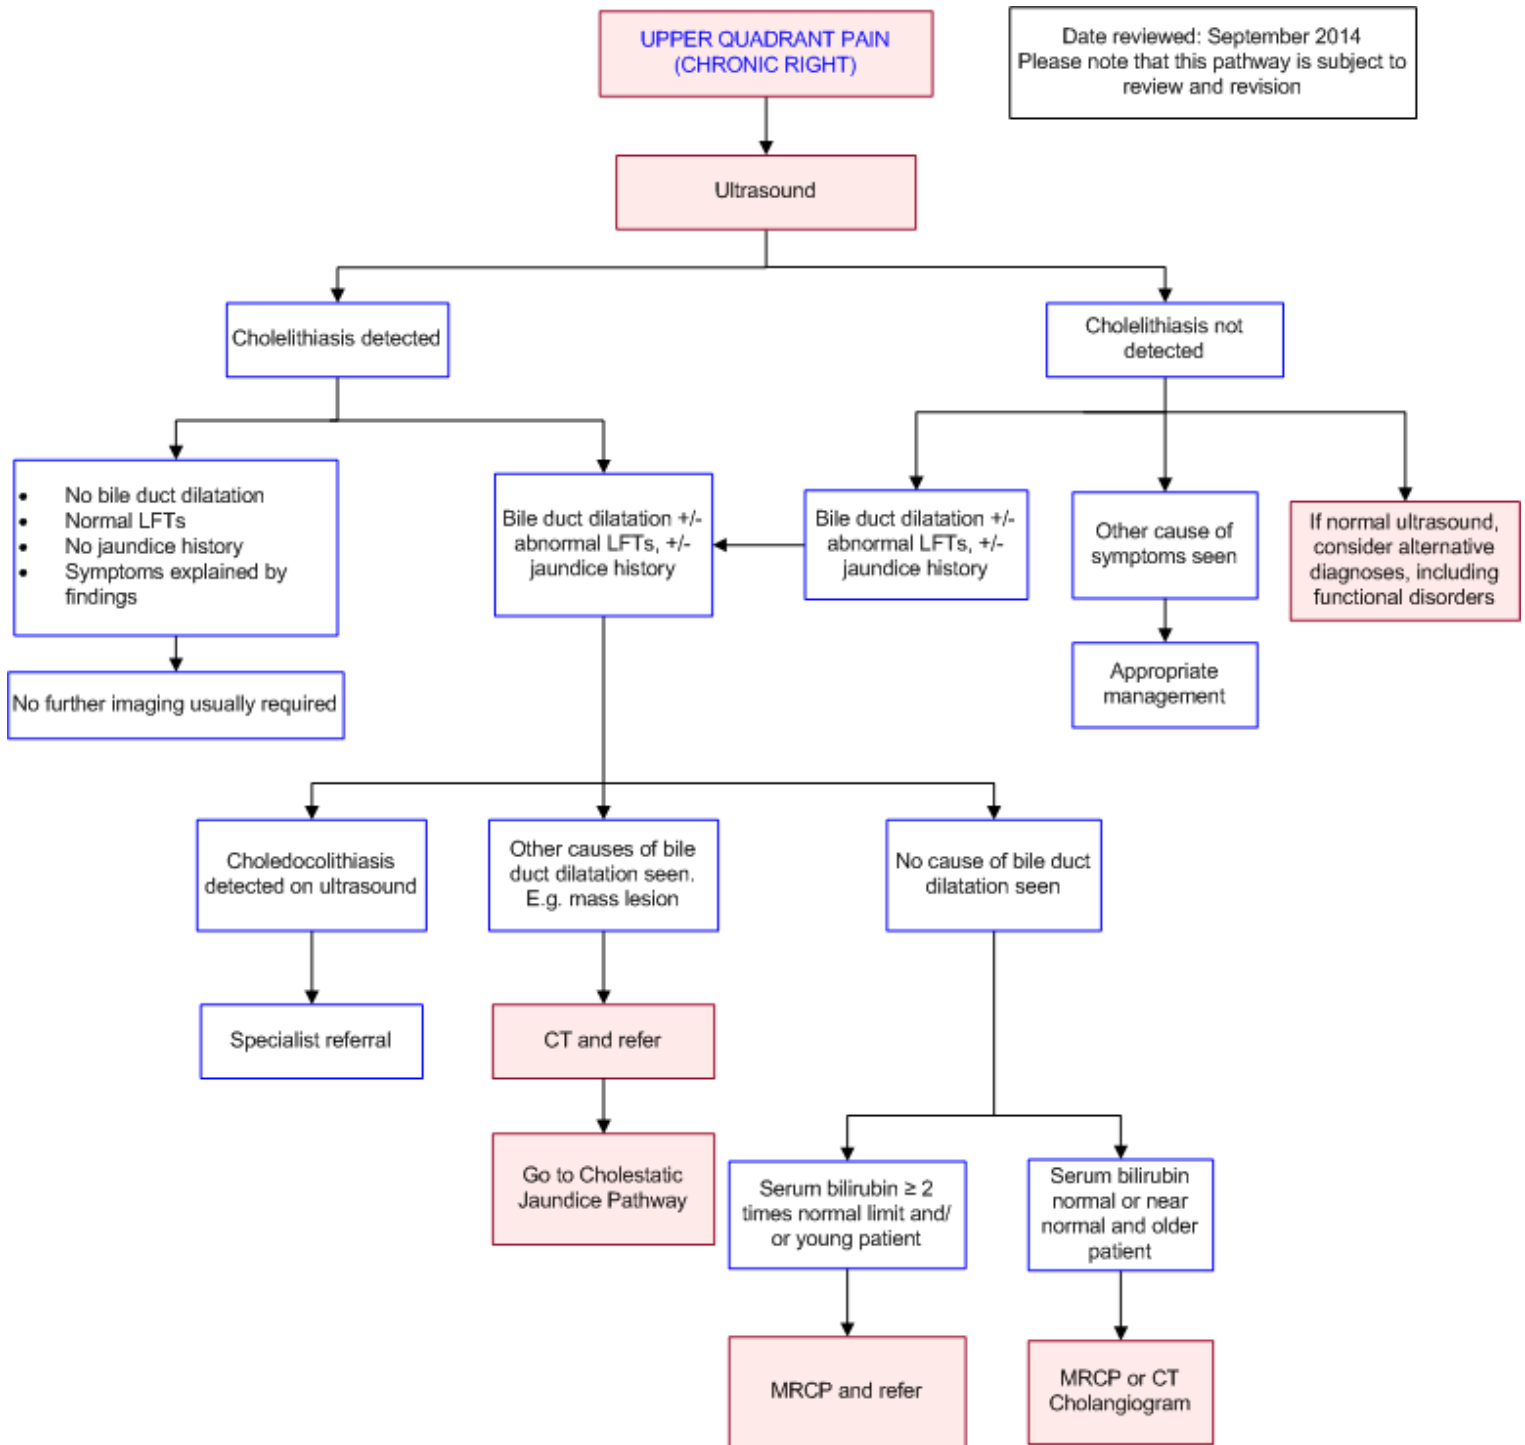 UPPER QUADRANT PAIN
(CHRONIC RIGHT)
Date reviewed: September 2014
Please note that this pathway is subject to
review and revision
Ultrasound
Cholelithiasis detected
Cholelithiasis not
detected
• No bile duct dilatation
• Normal LFTs
• No jaundice history
• Symptoms explained by
findings
Bile duct dilatation +/-
abnormal LFTs, +/-
jaundice history
Bile duct dilatation +/-
abnormal LFTs, +/-
jaundice history
Other cause of
symptoms seen
If normal ultrasound,
consider alternative
diagnoses, including
functional disorders
No further imaging usually required
Appropriate
management
Choledocolithiasis
detected on ultrasound
Other causes of bile
duct dilatation seen.
E.g. mass lesion
No cause of bile duct
dilatation seen
Specialist referral
CT and refer
Go to Cholestatic
Jaundice Pathway
Serum bilirubin ≥ 2
times normal limit and/
or young patient
Serum bilirubin
normal or near
normal and older
patient
MRCP and refer
MRCP or CT
Cholangiogram